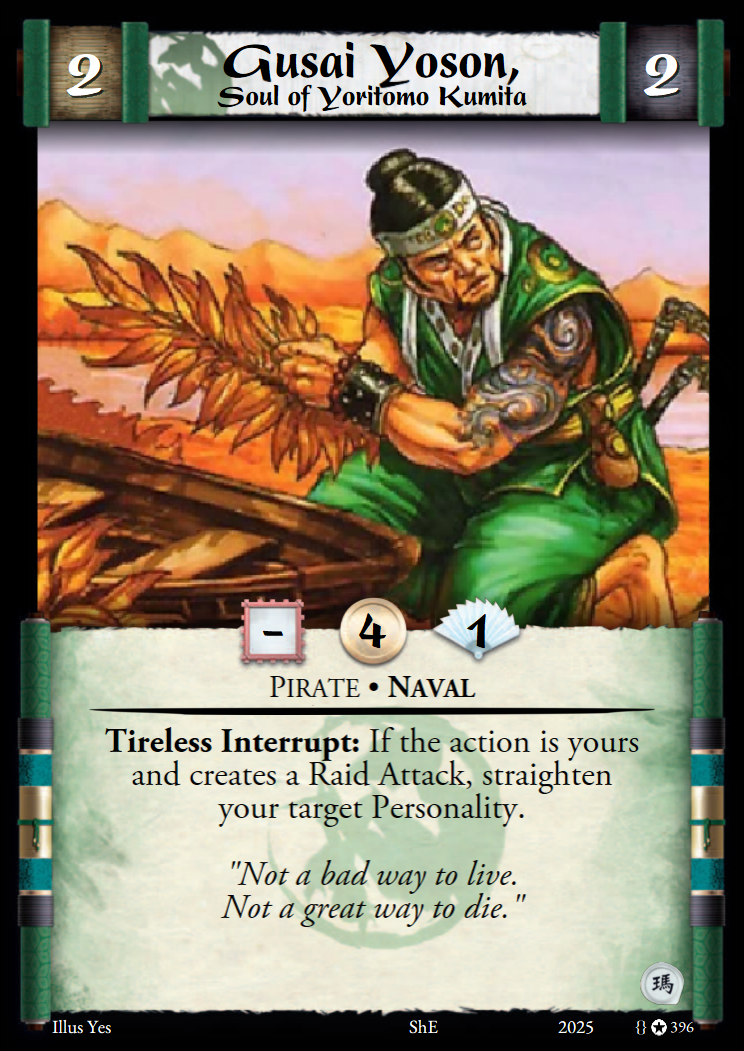 2
Gusai Yoson,
2
Soul of Yoritomo Kumita
-
4
1
PIRATE • NAVAL
Tireless Interrupt: If the action is yours
and creates a Raid Attack, straighten
your target Personality.
"Not a bad way to live.
Not a great way to die."
瑪
Illus Yes
ShE
2025
{} ✪ 396